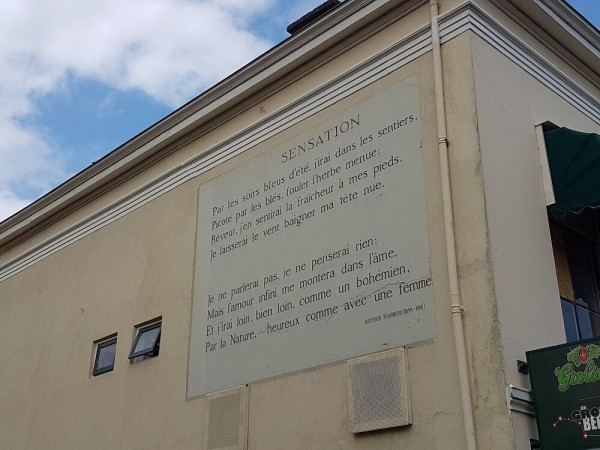 SENSATION
Par les soirs bleus d'été, j'irai dans les sentiers,
Picoté par les blés, fouler l'herbe menue:
Rêveur, j'en sentirai la fraîcheur à mes pieds.
Je laisserai le vent baigner ma tête nue.
Je ne parlerai pas, je ne penserai rien:
Mais l'amour infini me montera dans l'âme,
Et j'irai loin, bien loin, comme un bohémien,
Par la Nature,—heureux comme avec une femme.
ARTHUR RIMBAUD
Grols
BE